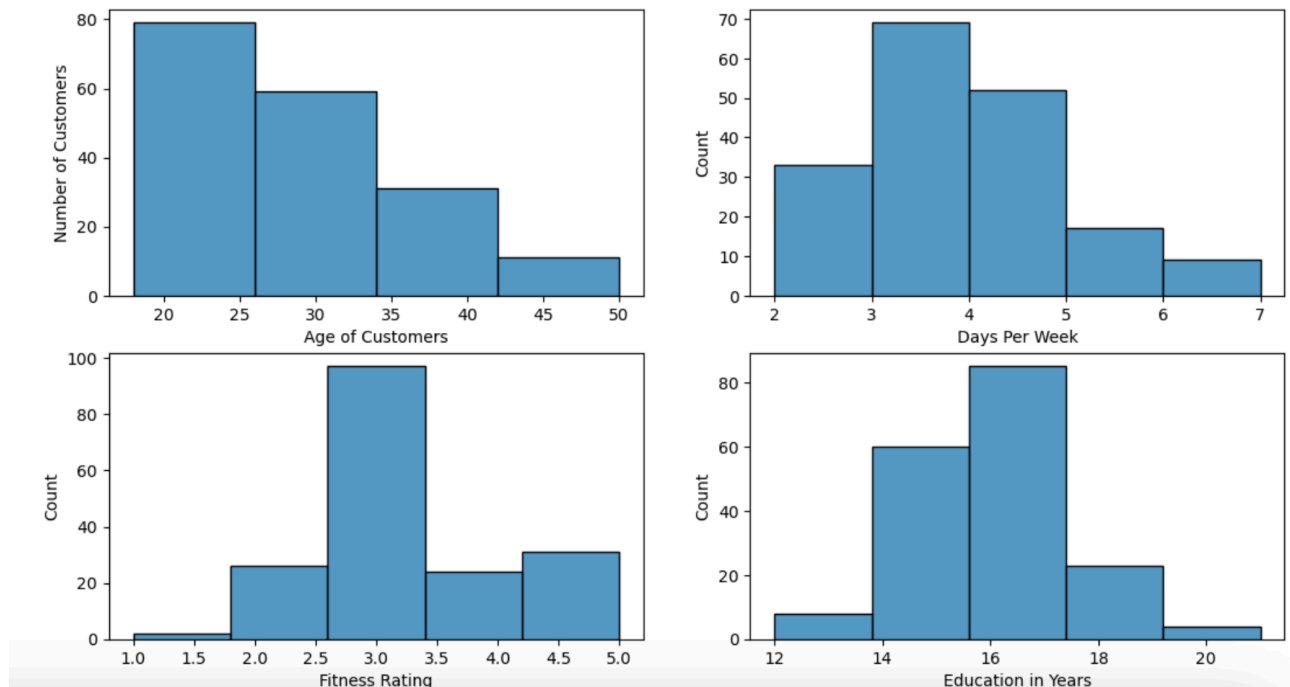 80
60
40
20
0
Number of Customers
20 25 30 35 40 45 50
Age of Customers
70
60
50
40
30
20
10
0
Count
2 3 4 5 6 7
Days Per Week
100
80
60
40
20
0
Count
1.0 1.5 2.0 2.5 3.0 3.5 4.0 4.5 5.0
Fitness Rating
80
60
40
20
0
Count
12 14 16 18 20
Education in Years